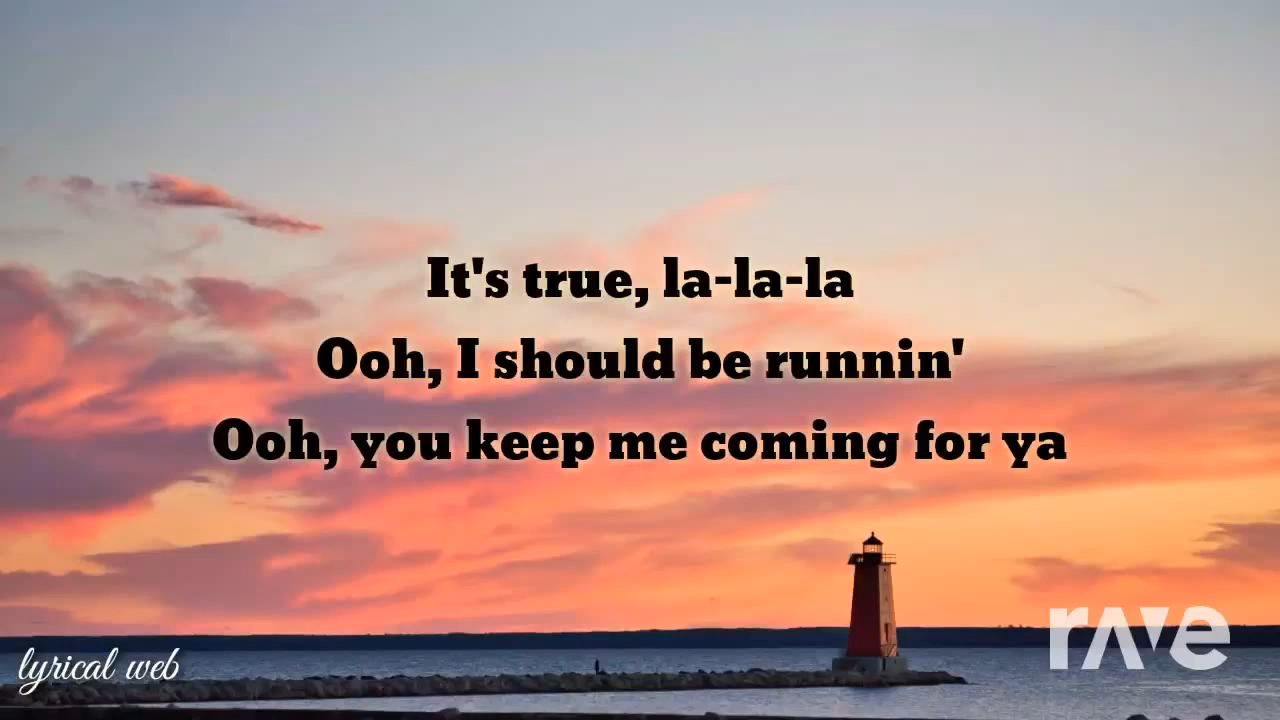 It's true, la-la-la
Ooh, I should be runnin'
Ooh, you keep me coming for ya
lyrical web
rave